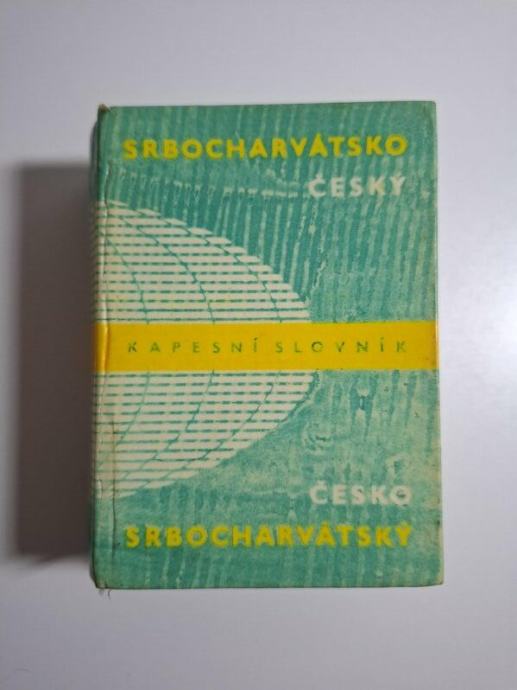 SRBOCHARVÁTSKO
ČESKÝ
KAPESNÍ SLOVNÍK
ČESKO
SRBOCHARVÁTSKÝ